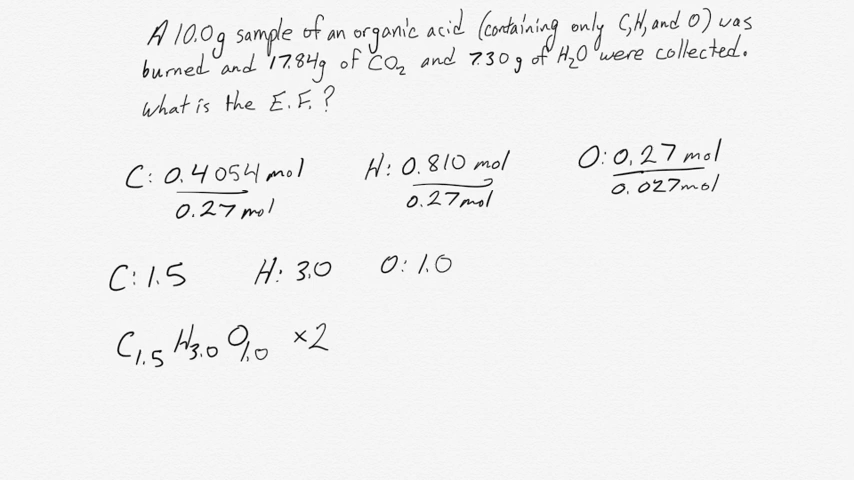 A 10.0g sample of an organic acid (containing only C,H, and O) was
burned and 17.84g of CO2 and 7.30 g of H2O were collected.
What is the E.F.?
C: 0.4054 mol H: 0.810 mol O: 0.27 mol
0.27 mol 0.27 mol 0.027 mol
C: 1.5 H: 3.0 O: 1.0
C1.5 H3.0 O1.0 ×2